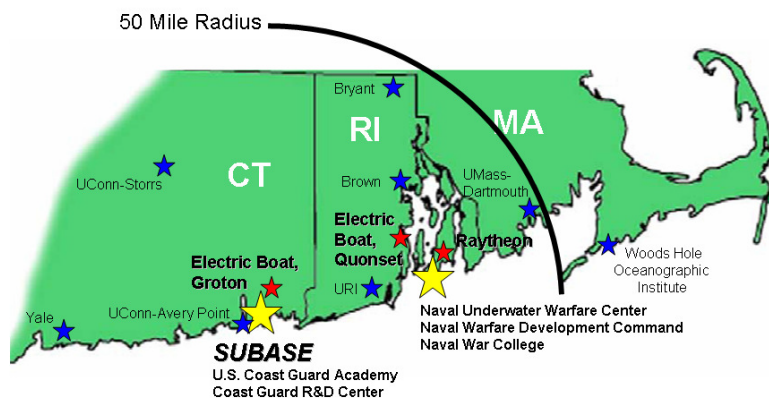 50 Mile Radius
Bryant
RI
MA
UConn-Storrs
CT
Brown
UMass-
Dartmouth
Electric
Boat,
Quonset
Raytheon
Electric Boat,
Groton
URI
Woods Hole
Oceanographic
Institute
Yale
UConn-Avery Point
Naval Underwater Warfare Center
Naval Warfare Development Command
Naval War College
SUBASE
U.S. Coast Guard Academy
Coast Guard R&D Center